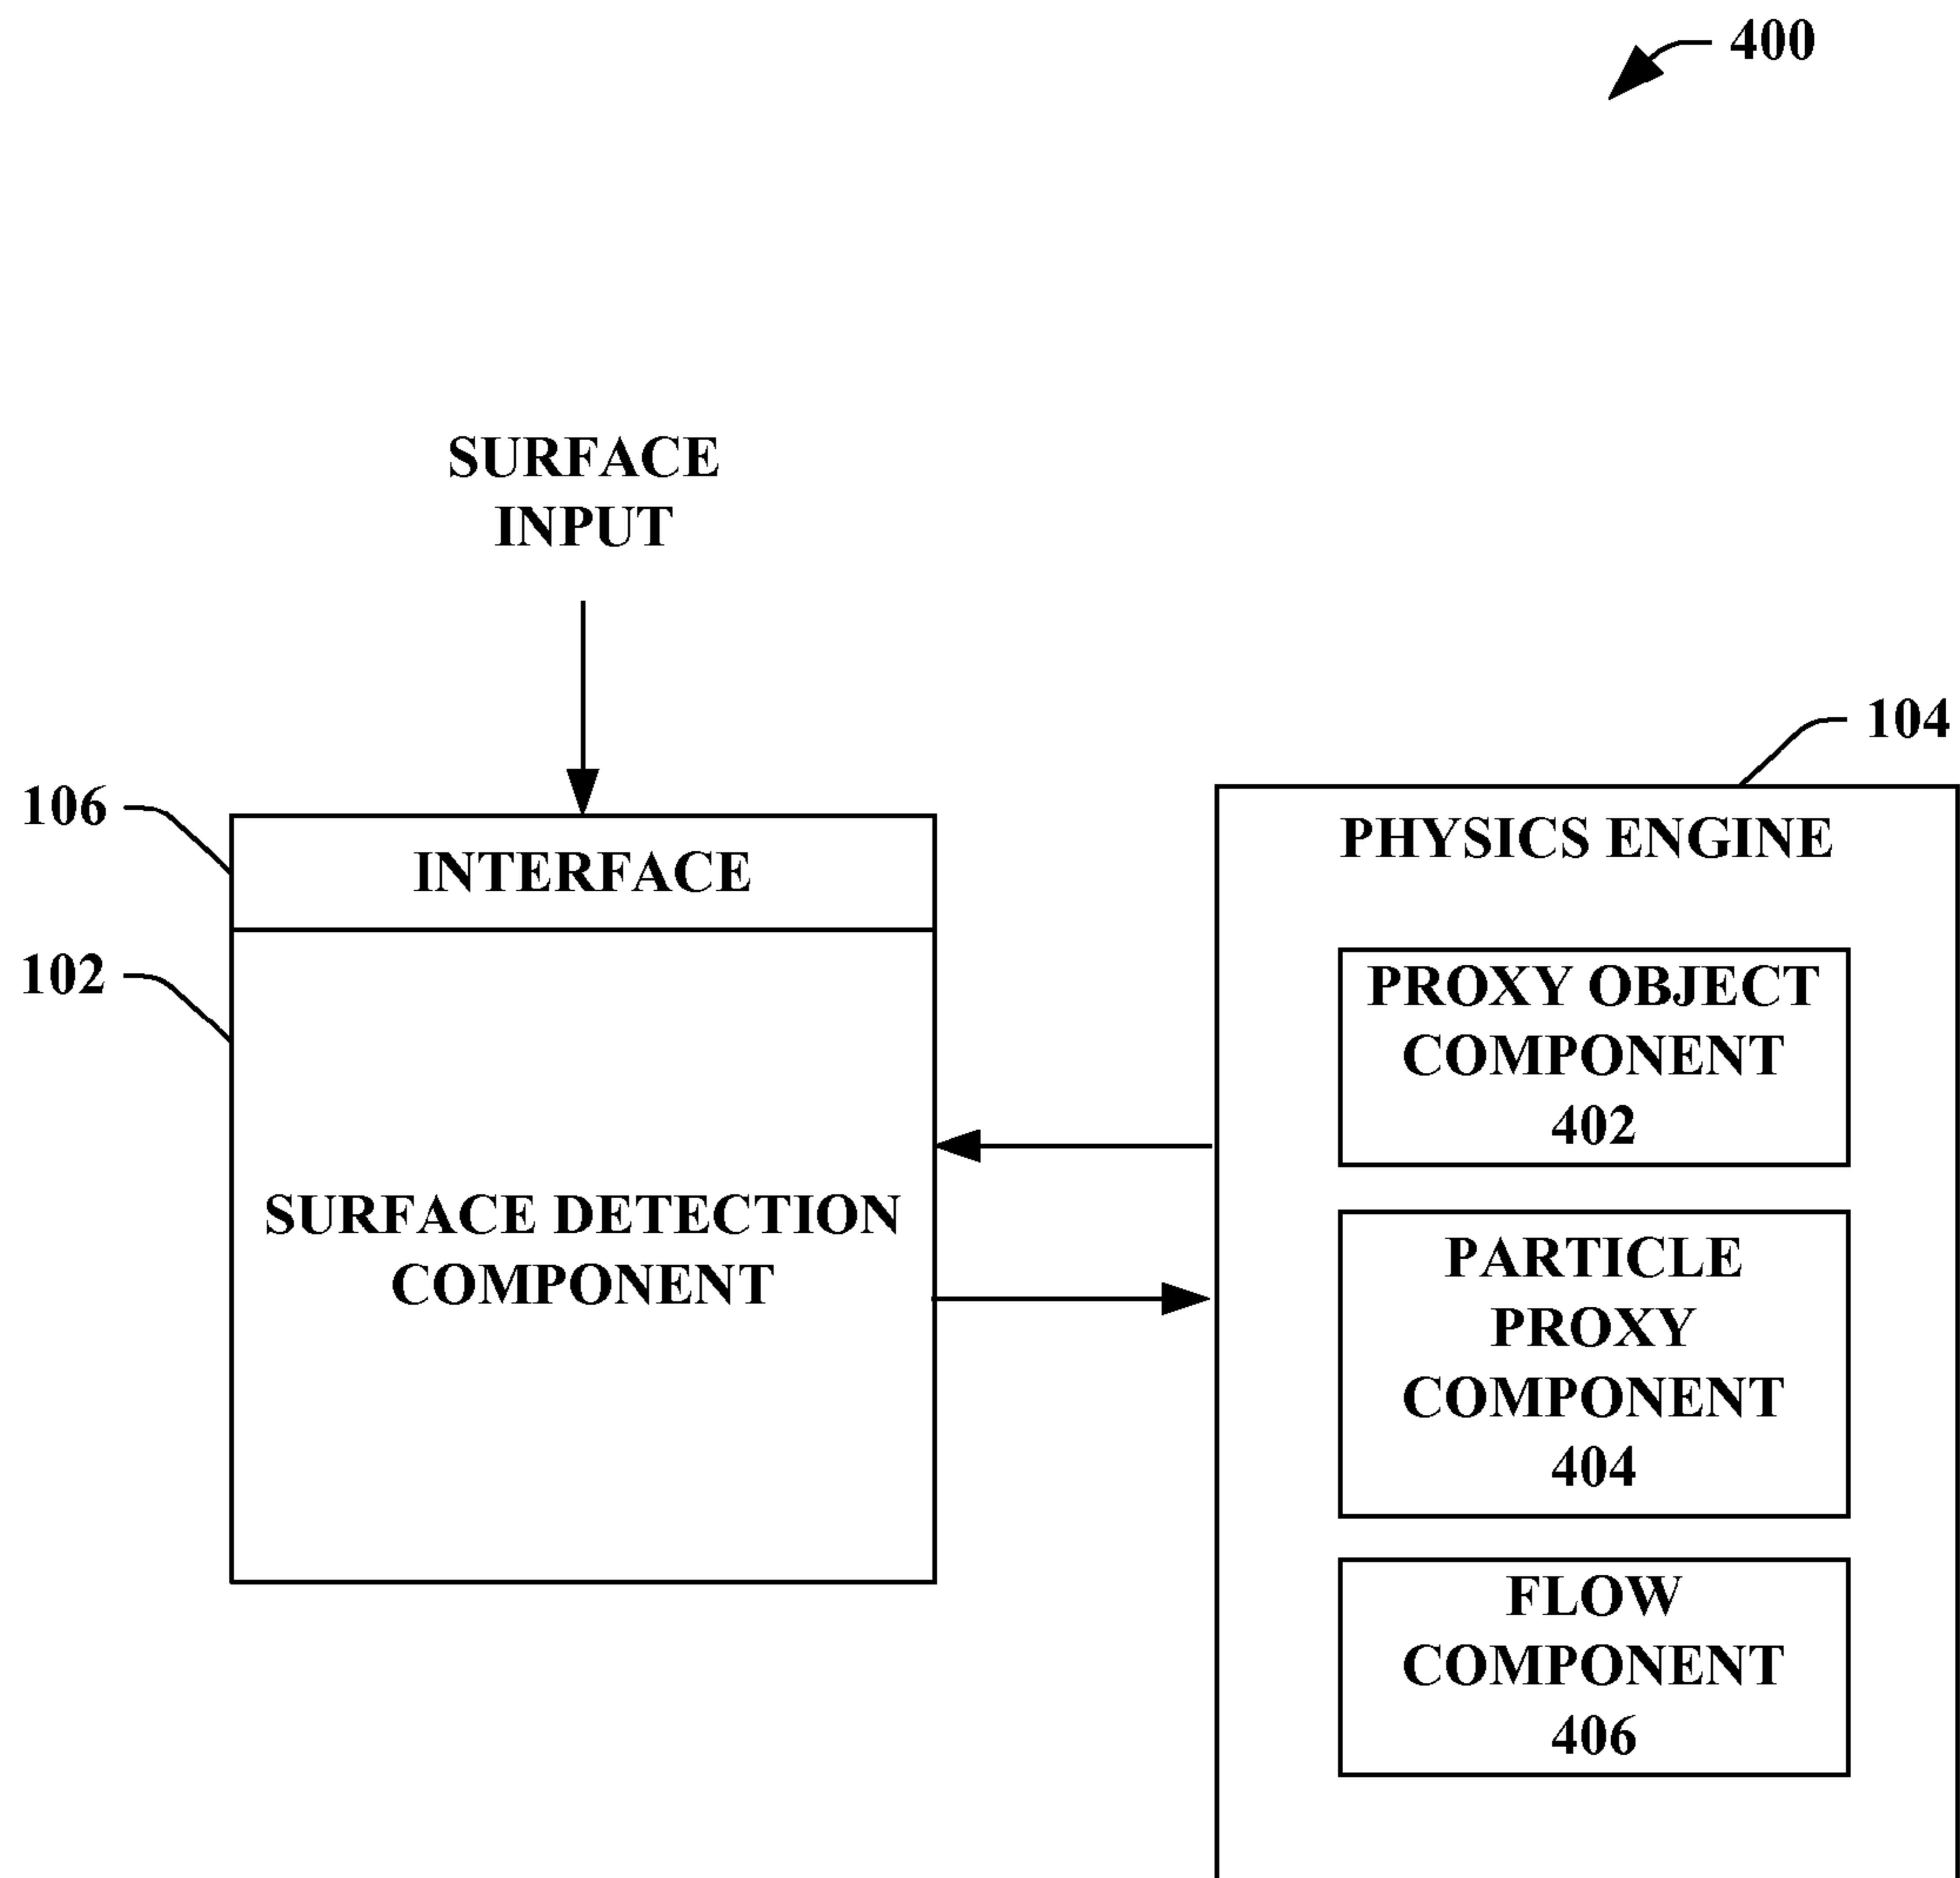 400
SURFACE
INPUT
104
106
INTERFACE
102
SURFACE DETECTION
COMPONENT
PHYSICS ENGINE
PROXY OBJECT
COMPONENT
402
PARTICLE
PROXY
COMPONENT
404
FLOW
COMPONENT
406